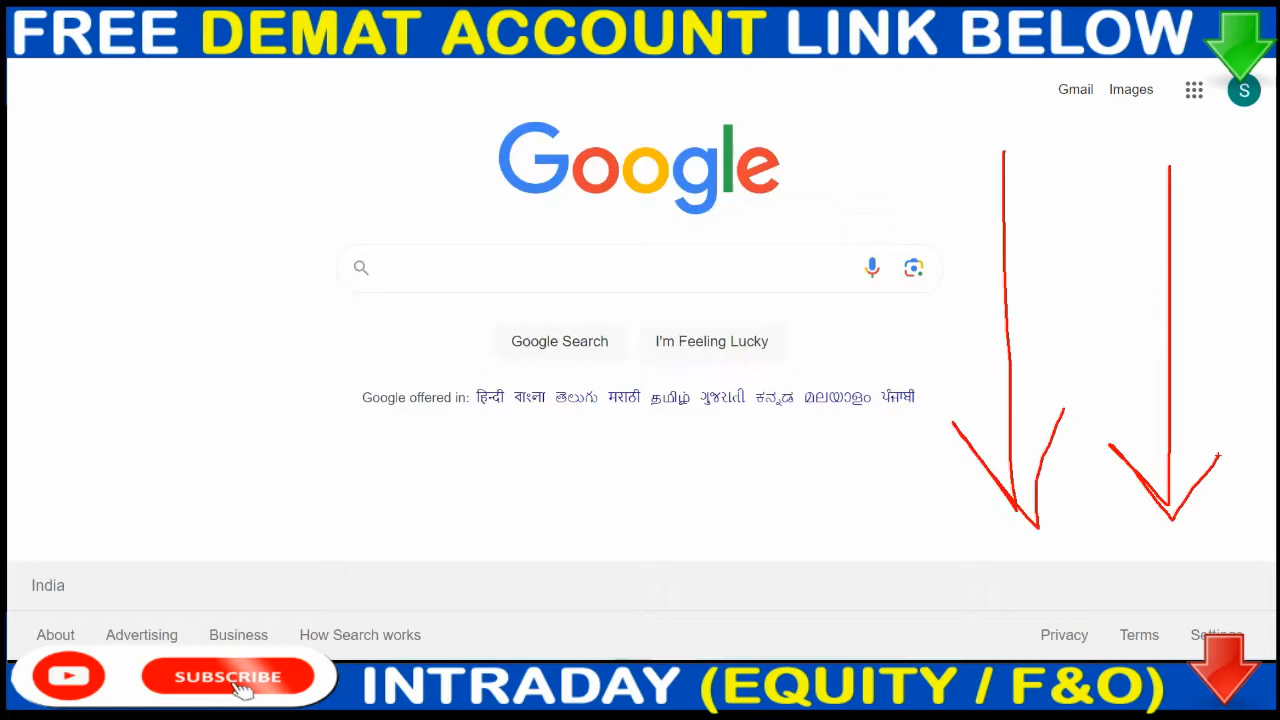 FREE DEMAT ACCOUNT LINK BELOW
Gmail Images S
Google
Google Search I'm Feeling Lucky
Google offered in: हिन्दी বাংলা తెలుగు मराठी தமிழ் ગુજરાતી ಕನ್ನಡ മലയാളം ਪੰਜਾਬੀ
India
About Advertising Business How Search works Privacy Terms Settings
SUBSCRIBE INTRADAY (EQUITY / F&O)